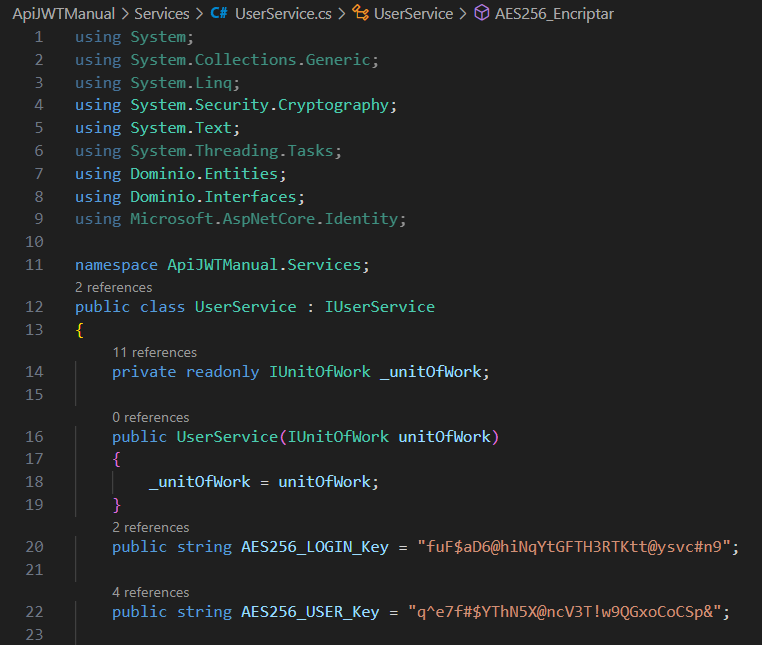 ApiJWTManual > Services > C# UserService.cs > UserService > AES256_Encriptar
1 using System;
2 using System.Collections.Generic;
3 using System.Linq;
4 using System.Security.Cryptography;
5 using System.Text;
6 using System.Threading.Tasks;
7 using Dominio.Entities;
8 using Dominio.Interfaces;
9 using Microsoft.AspNetCore.Identity;
10
11 namespace ApiJWTManual.Services;
2 references
12 public class UserService : IUserService
13 {
11 references
14 private readonly IUnitOfWork _unitOfWork;
15
0 references
16 public UserService(IUnitOfWork unitOfWork)
17 {
18 _unitOfWork = unitOfWork;
19 }
2 references
20 public string AES256_LOGIN_Key = "fuF$aD6@hiNqYtGFTH3RTKtt@ysvc#n9";
21
4 references
22 public string AES256_USER_Key = "q^e7f#$YThN5X@ncV3T!w9QGxoCoCSp&";
23